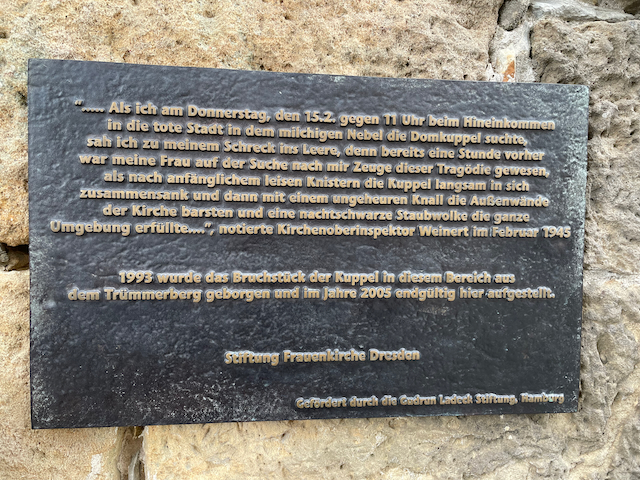 “..... Als ich am Donnerstag, den 15.2. gegen 11 Uhr beim Hineinkommen
in die tote Stadt in dem milchigen Nebel die Domkuppel suchte,
sah ich zu meinem Schreck ins Leere, denn bereits eine Stunde vorher
war meine Frau auf der Suche nach mir Zeuge dieser Tragödie gewesen,
als nach anfänglichem leisen Knistern die Kuppel langsam in sich
zusammensank und dann mit einem ungeheuren Knall die Außenwände
der Kirche barsten und eine nachtschwarze Staubwolke die ganze
Umgebung erfüllte....”, notierte Kirchenoberinspektor Weinert im Februar 1945
1993 wurde das Bruchstück der Kuppel in diesem Bereich aus
dem Trümmerberg geborgen und im Jahre 2005 endgültig hier aufgestellt.
Stiftung Frauenkirche Dresden
Gefördert durch die Gudrun Ladeck Stiftung, Hamburg